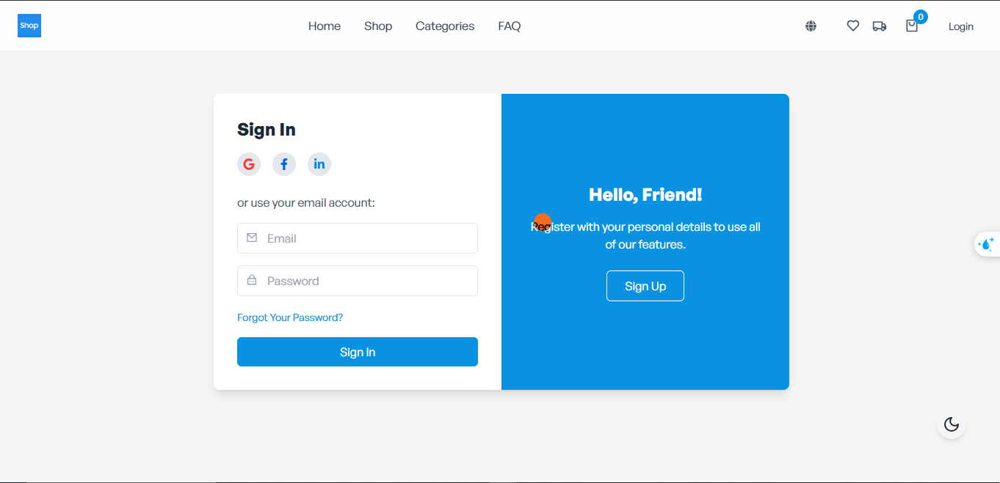 Shop
Home
Shop
Categories
FAQ
0
Login
Sign In
or use your email account:
Email
Password
Forgot Your Password?
Sign In
Hello, Friend!
Register with your personal details to use all
of our features.
Sign Up